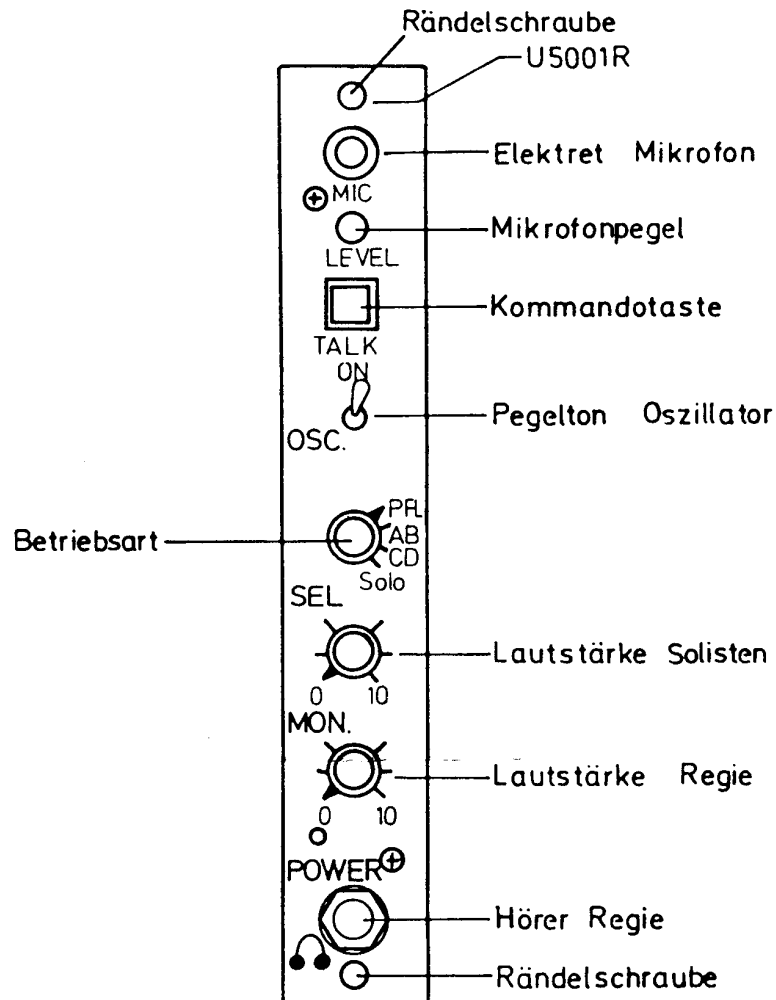 Rändelschraube
U5001R
Elektret Mikrofon
MIC
Mikrofonpegel
LEVEL
Kommandotaste
TALK
ON
Pegelton Oszillator
OSC.
PFL
Betriebsart
AB
CD
Solo
SEL
Lautstärke Solisten
0 10
MON.
Lautstärke Regie
0 10
POWER
Hörer Regie
Rändelschraube